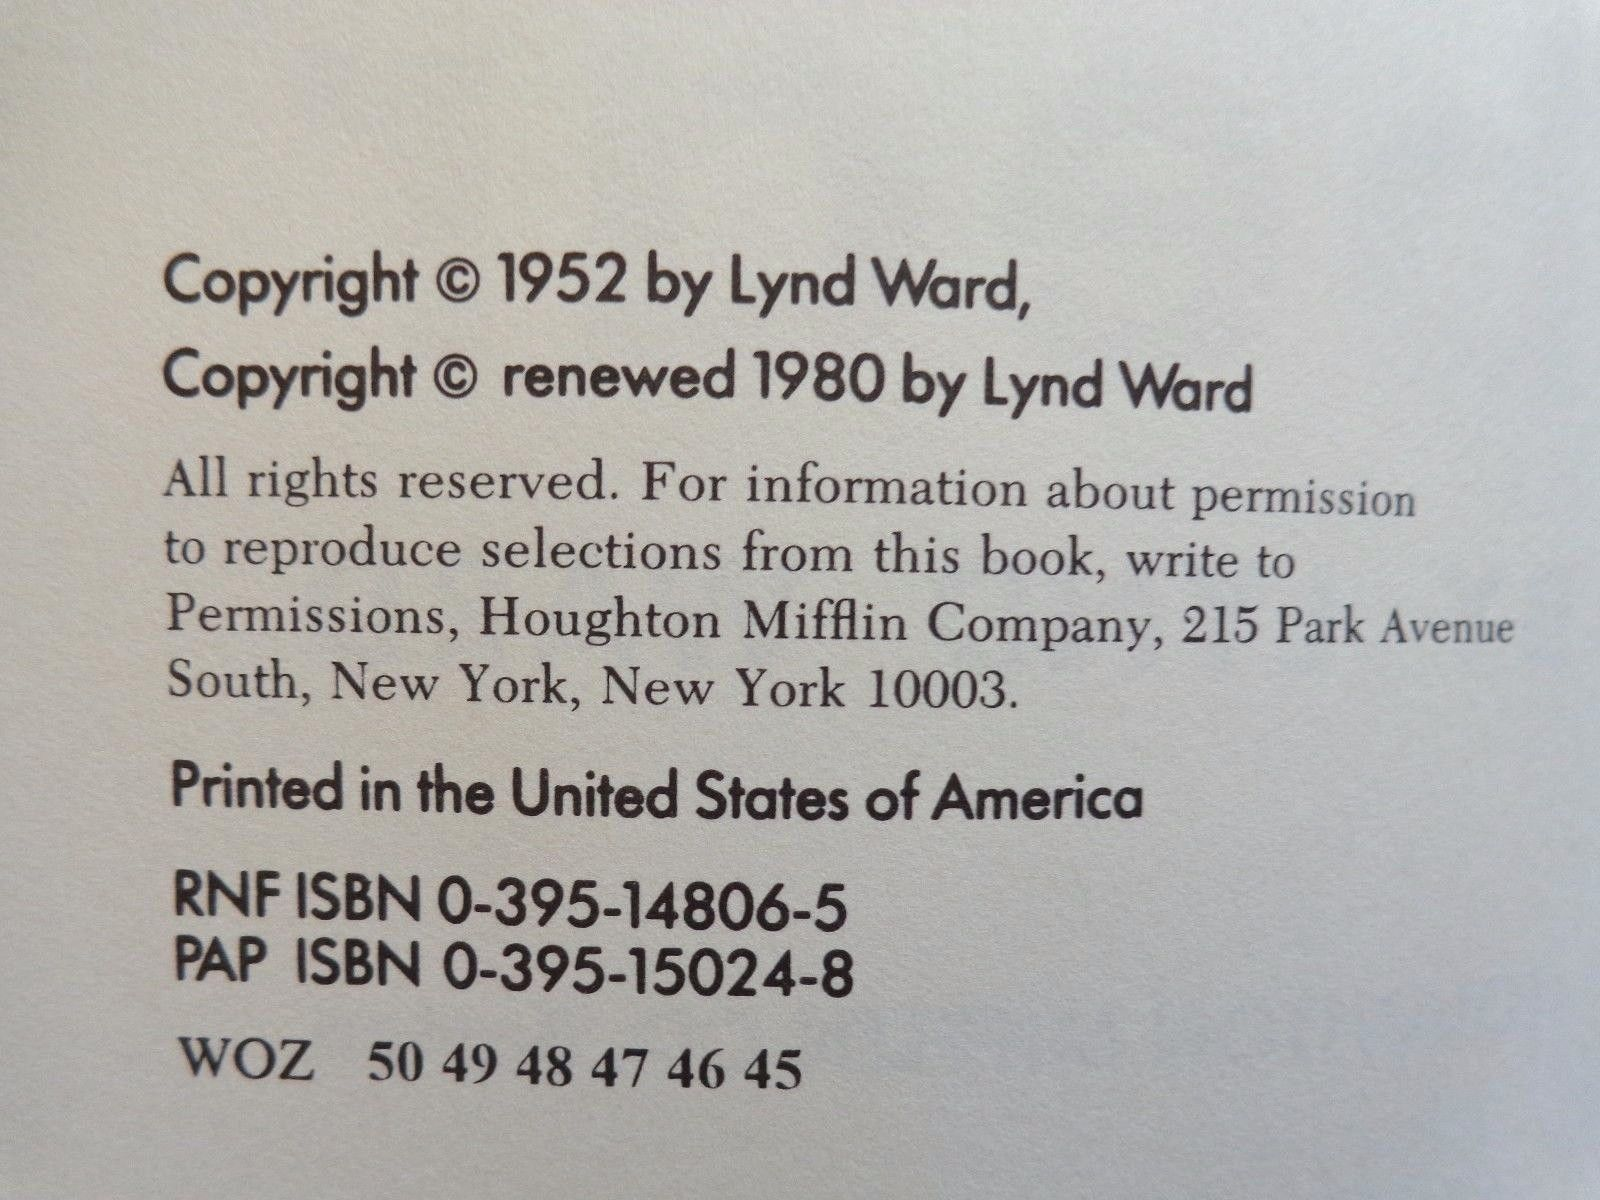 Copyright © 1952 by Lynd Ward,
Copyright © renewed 1980 by Lynd Ward
All rights reserved. For information about permission
to reproduce selections from this book, write to
Permissions, Houghton Mifflin Company, 215 Park Avenue
South, New York, New York 10003.
Printed in the United States of America
RNF ISBN 0-395-14806-5
PAP ISBN 0-395-15024-8
WOZ 50 49 48 47 46 45